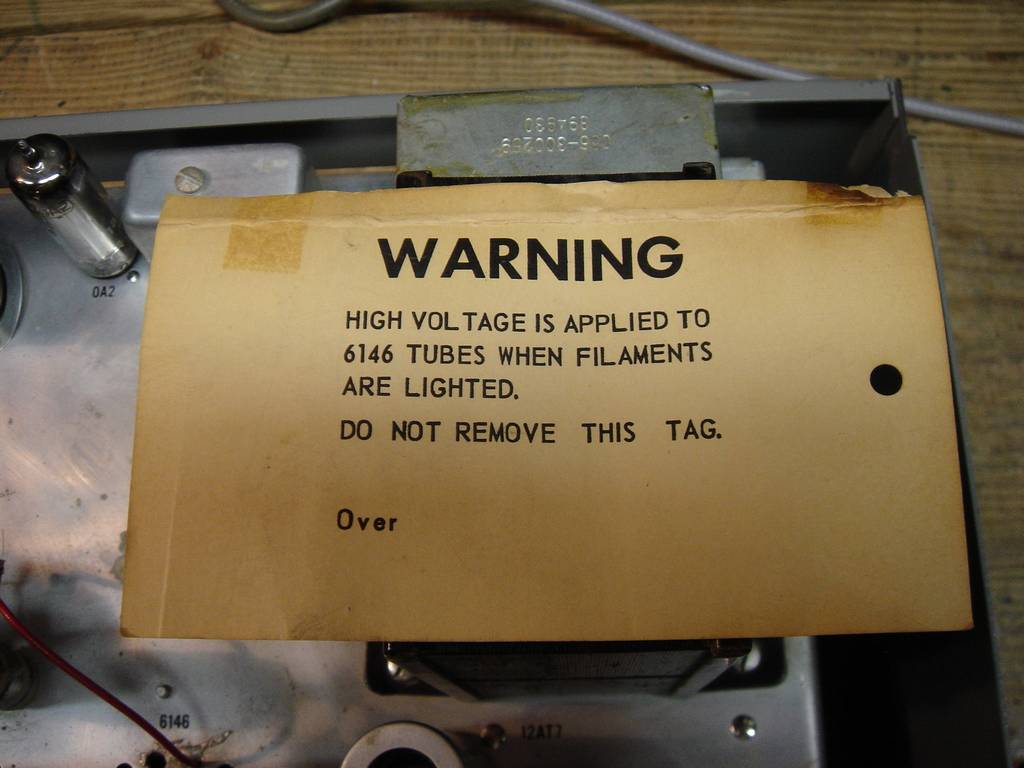 089480
WARNING
HIGH VOLTAGE IS APPLIED TO
6146 TUBES WHEN FILAMENTS
ARE LIGHTED.
DO NOT REMOVE THIS TAG.
Over
0A2
6146
12AT7